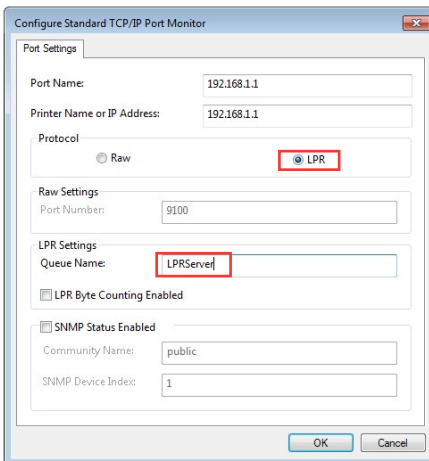 Configure Standard TCP/IP Port Monitor
Port Settings
Port Name: 192.168.1.1
Printer Name or IP Address: 192.168.1.1
Protocol
Raw LPR
Raw Settings
Port Number: 9100
LPR Settings
Queue Name: LPRServer
LPR Byte Counting Enabled
SNMP Status Enabled
Community Name: public
SNMP Device Index: 1
OK Cancel